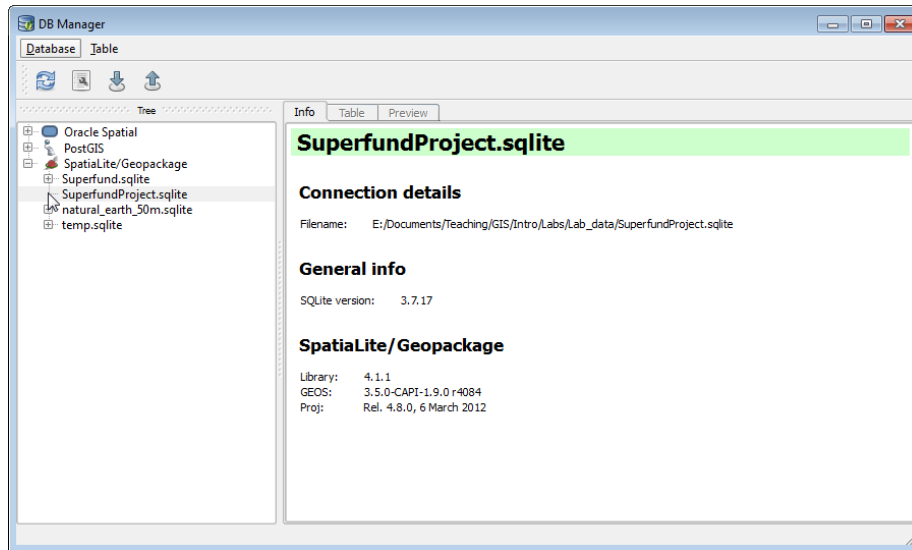 DB Manager
Database Table
Tree
Oracle Spatial
PostGIS
SpatiaLite/Geopackage
Superfund.sqlite
SuperfundProject.sqlite
natural_earth_50m.sqlite
temp.sqlite
Info Table Preview
SuperfundProject.sqlite
Connection details
Filename: E:/Documents/Teaching/GIS/Intro/Labs/Lab_data/SuperfundProject.sqlite
General info
SQLite version: 3.7.17
SpatiaLite/Geopackage
Library: 4.1.1
GEOS: 3.5.0-CAPI-1.9.0 r4084
Proj: Rel. 4.8.0, 6 March 2012